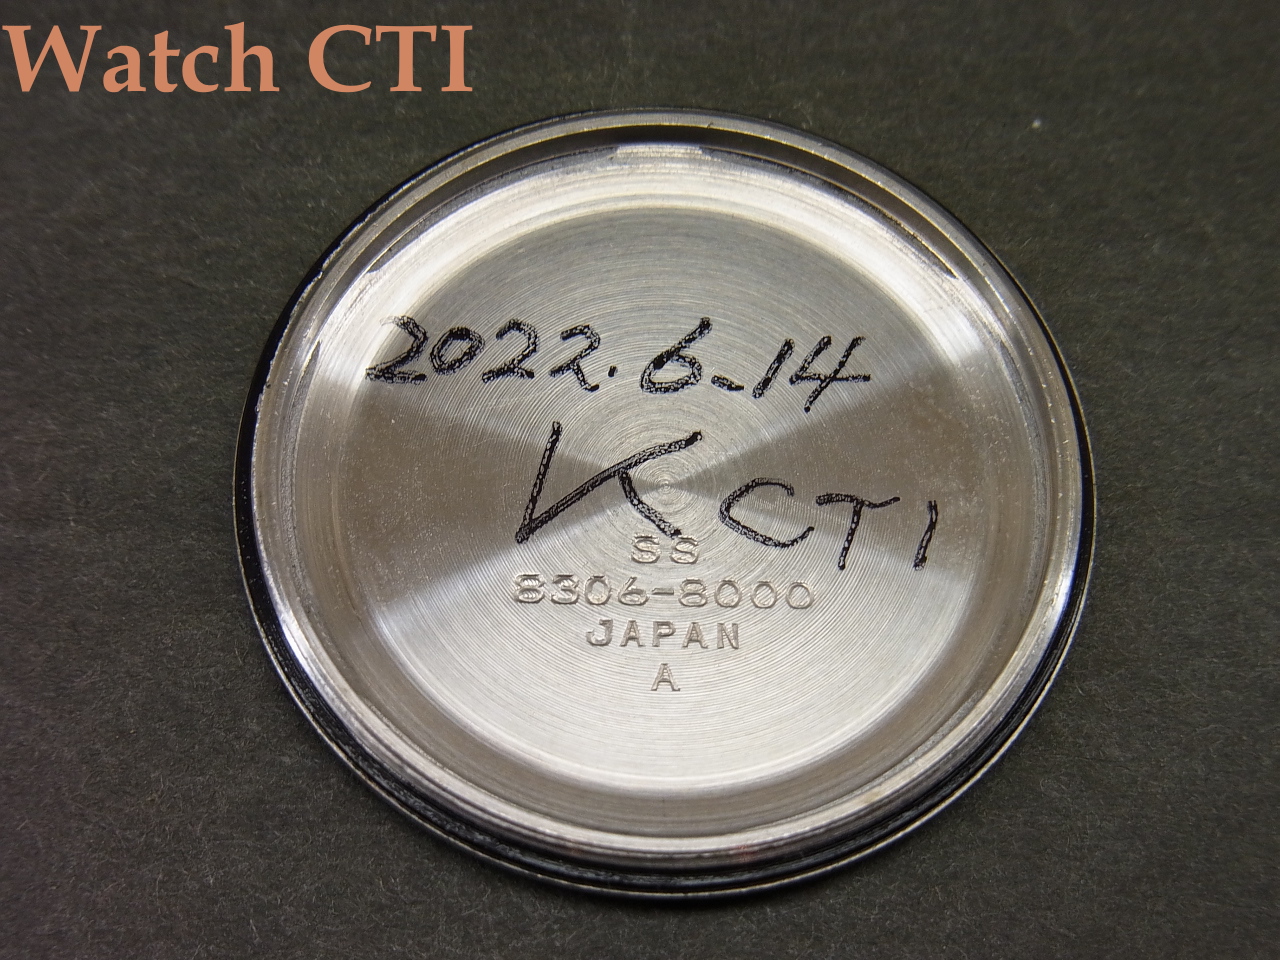 Watch CTI
2022.6-14
K CTI
SS
8306-8000
JAPAN
A